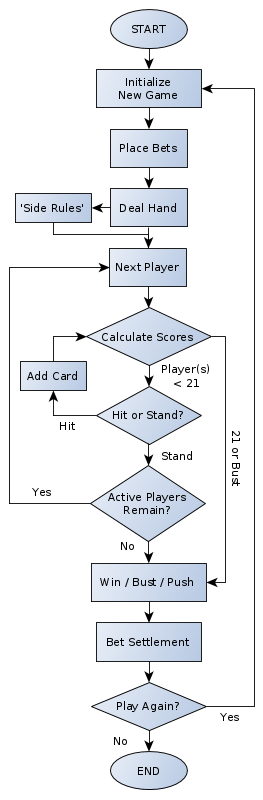 START
Initialize
New Game
Place Bets
'Side Rules'
Deal Hand
Next Player
Calculate Scores
Player(s)
< 21
Add Card
Hit or Stand?
Hit
21 or Bust
Stand
Active Players
Remain?
Yes
No
Win / Bust / Push
Bet Settlement
Play Again?
Yes
No
END